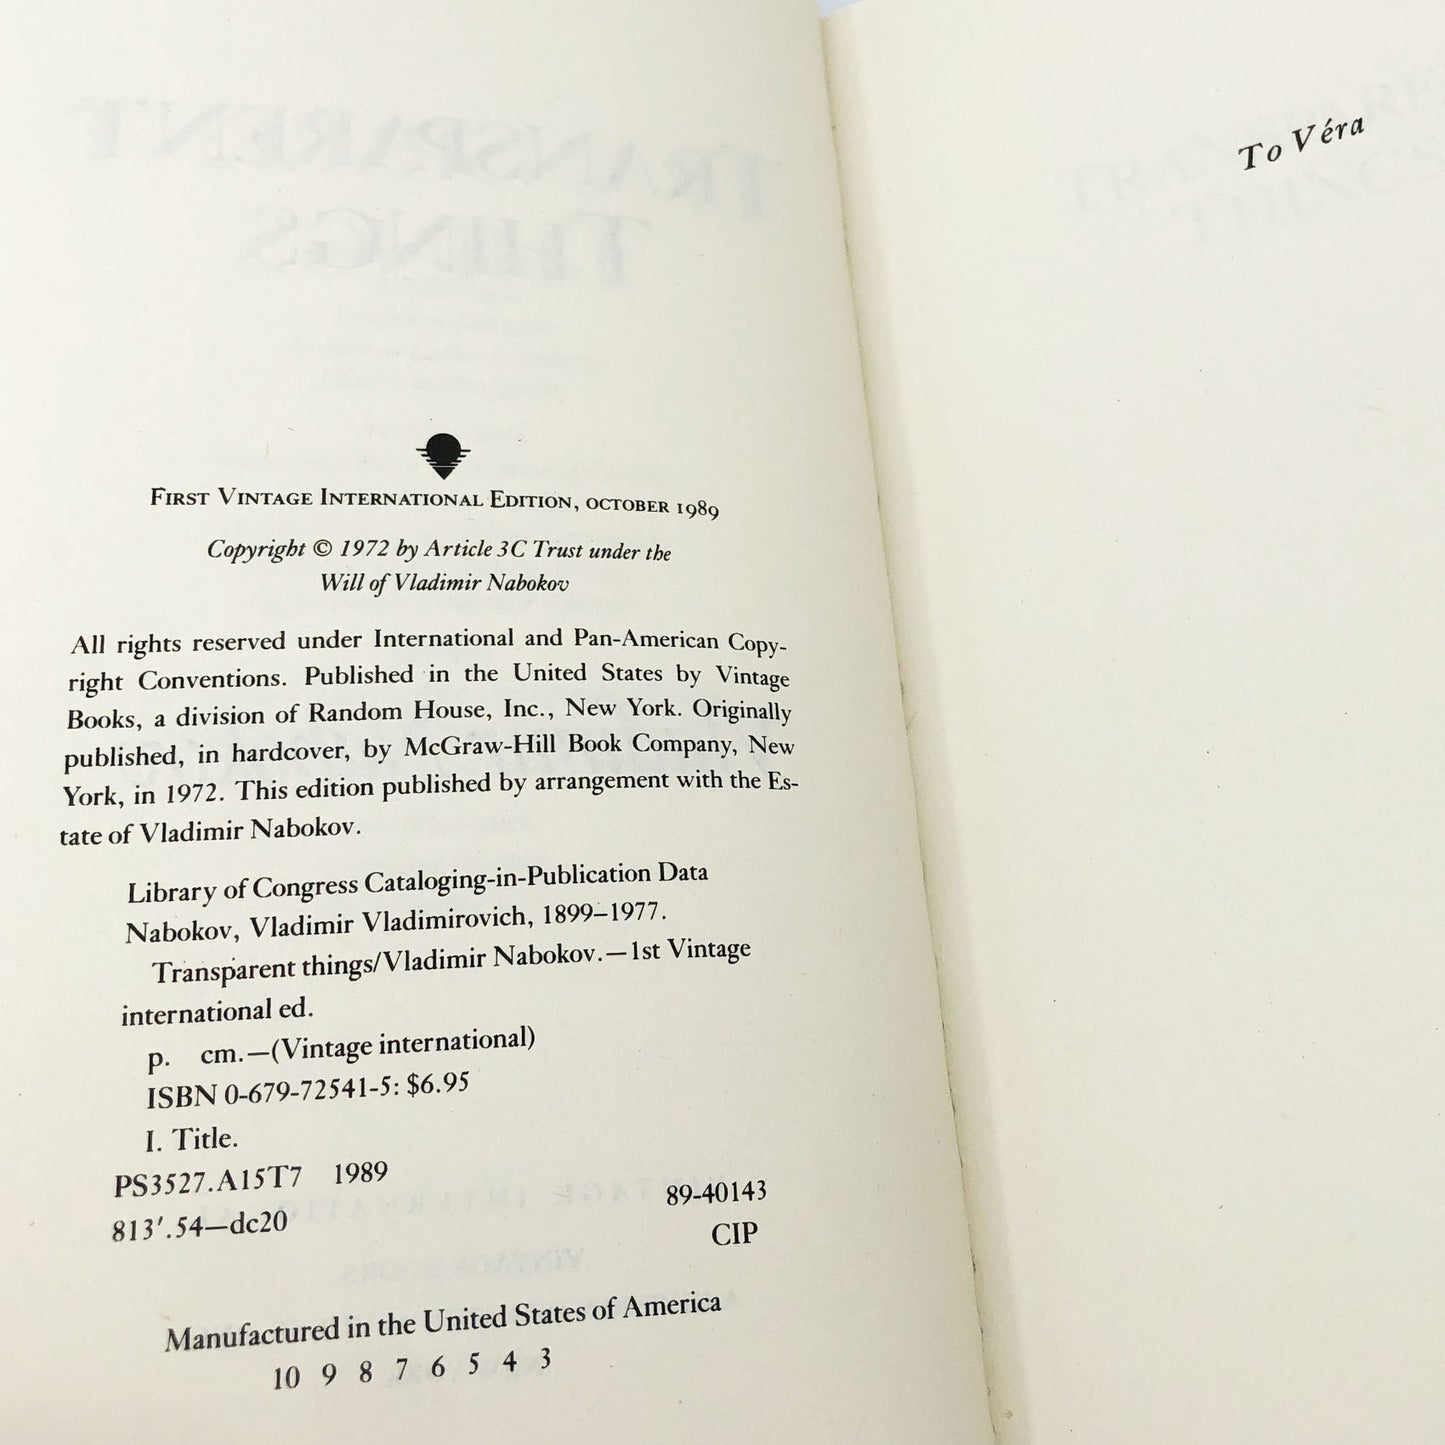 FIRST VINTAGE INTERNATIONAL EDITION, OCTOBER 1989
Copyright © 1972 by Article 3C Trust under the
Will of Vladimir Nabokov
All rights reserved under International and Pan-American Copy-
right Conventions. Published in the United States by Vintage
Books, a division of Random House, Inc., New York. Originally
published, in hardcover, by McGraw-Hill Book Company, New
York, in 1972. This edition published by arrangement with the Es-
tate of Vladimir Nabokov.
Library of Congress Cataloging-in-Publication Data
Nabokov, Vladimir Vladimirovich, 1899–1977.
Transparent things/Vladimir Nabokov.—1st Vintage
international ed.
p. cm.—(Vintage international)
ISBN 0-679-72541-5: $6.95
I. Title.
PS3527.A15T7 1989
813′.54—dc20
89-40143
CIP
Manufactured in the United States of America
10 9 8 7 6 5 4 3
To Véra
TRANSPARENT
THINGS